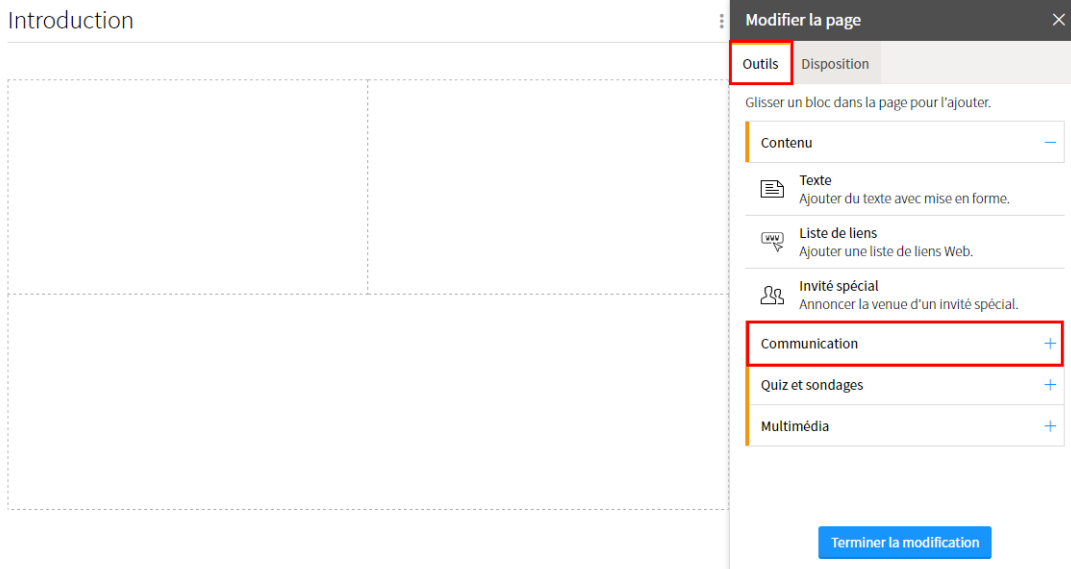 Introduction
Modifier la page
Outils
Disposition
Glisser un bloc dans la page pour l'ajouter.
Contenu
Texte
Ajouter du texte avec mise en forme.
www
Liste de liens
Ajouter une liste de liens Web.
Invité spécial
Annoncer la venue d'un invité spécial.
Communication
Quiz et sondages
Multimédia
Terminer la modification